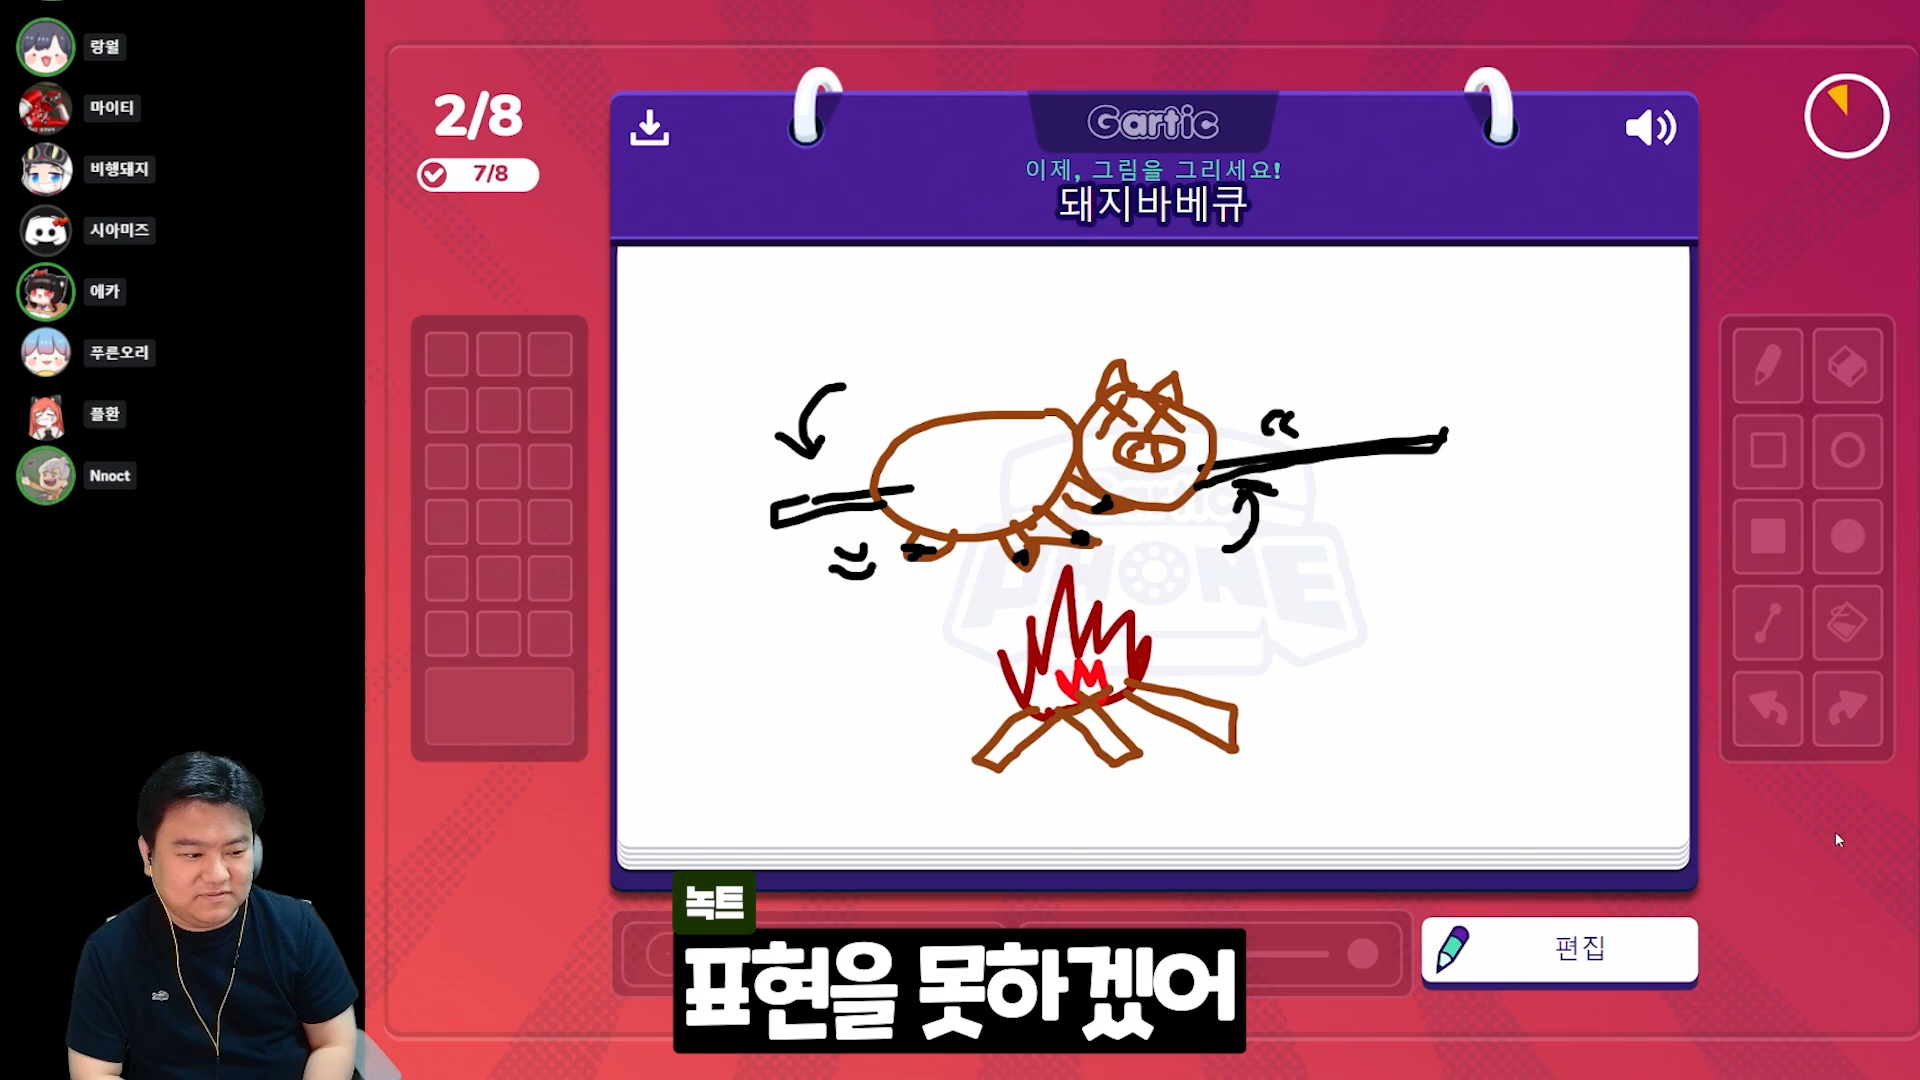 랑월
마이티
비행돼지
시아미즈
에카
푸른오리
플환
Nnoct
2/8
7/8
Gartic
이제, 그림을 그리세요!
돼지바베큐
Gartic
PHONE
편집
녹트
표현을 못하겠어